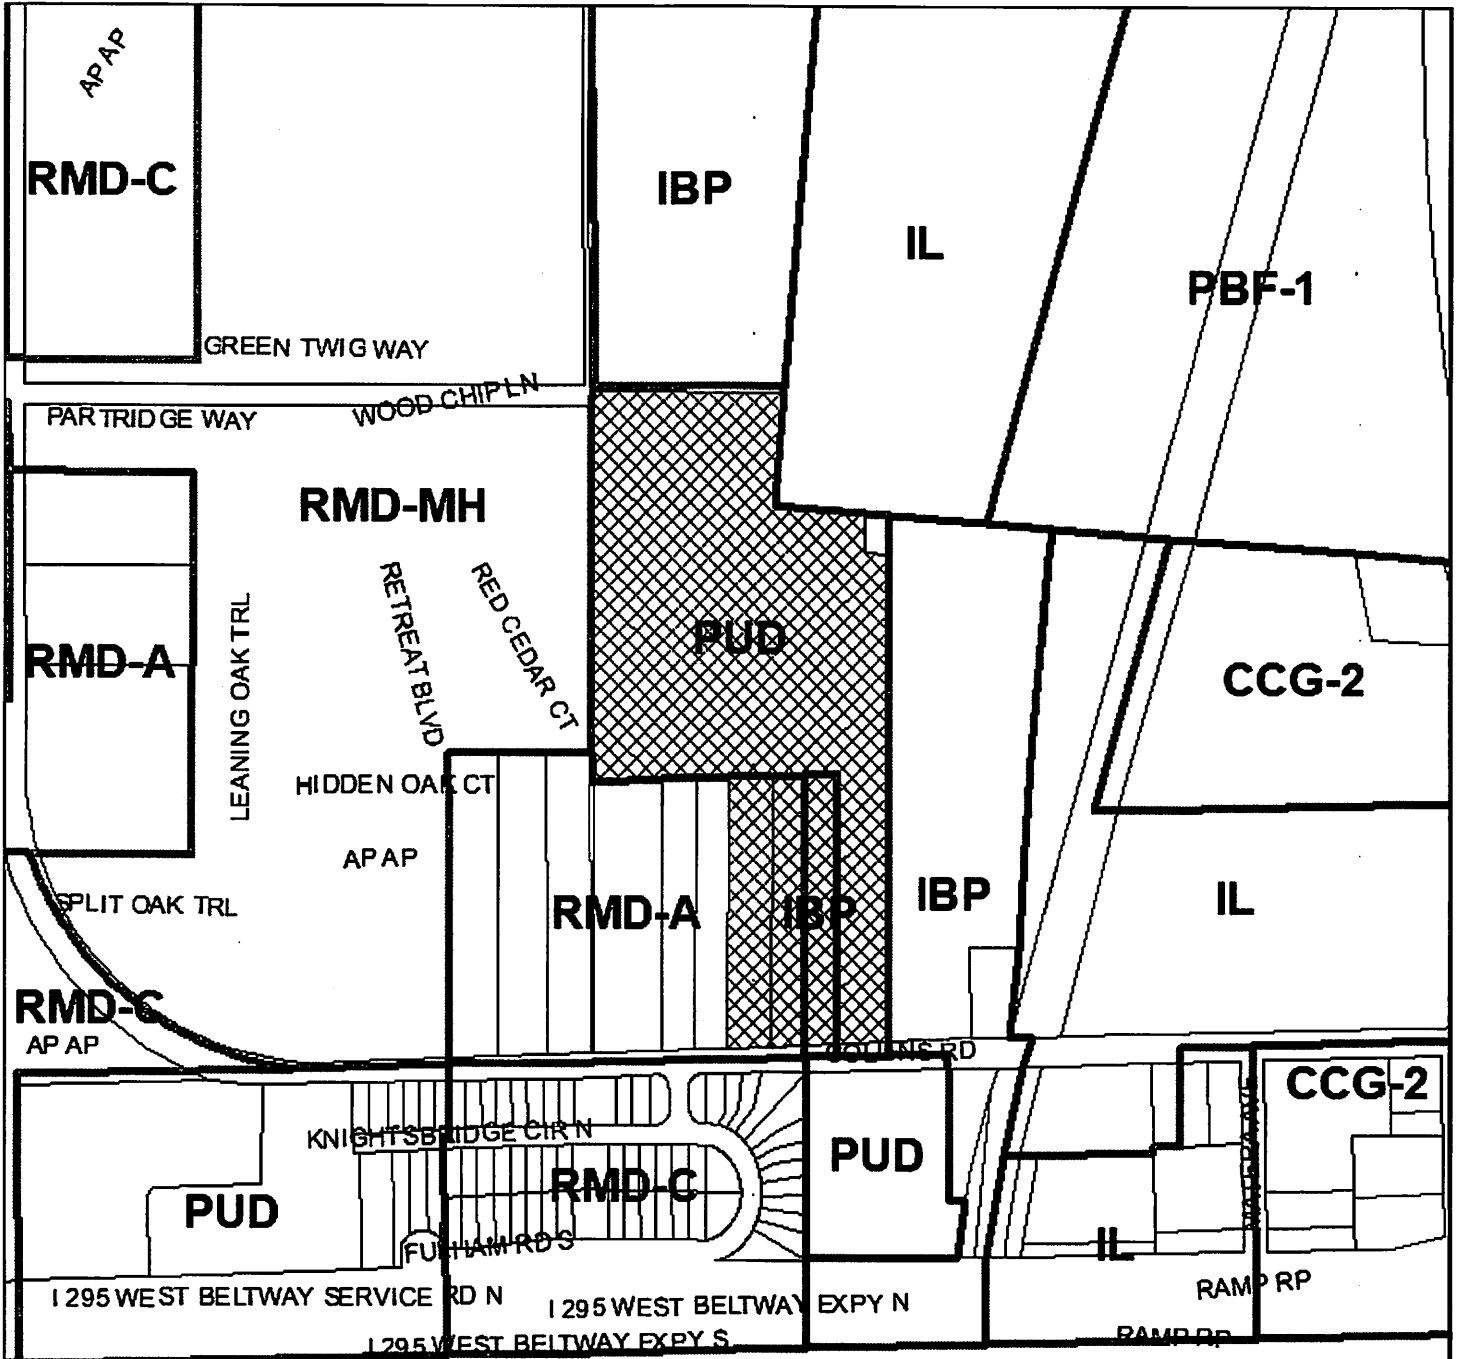 AP AP
RMD-C
IBP
IL
PBF-1
GREEN TWIG WAY
WOOD CHIP LN
PARTRIDGE WAY
RMD-MH
RETREAT BLVD
RED CEDAR CT
LEANING OAK TRL
PUD
RMD-A
CCG-2
HIDDEN OAK CT
AP AP
SPLIT OAK TRL
RMD-A
IBP
IBP
IL
RMD-C
AP AP
COLLINS RD
CCG-2
KNIGHTSBRIDGE CIR N
PUD
RMD-C
PUD
FULHAM RD S
IL
I 295 WEST BELTWAY SERVICE RD N
I 295 WEST BELTWAY EXPY N
RAMP RP
I 295 WEST BELTWAY EXPY S
RAMP RP